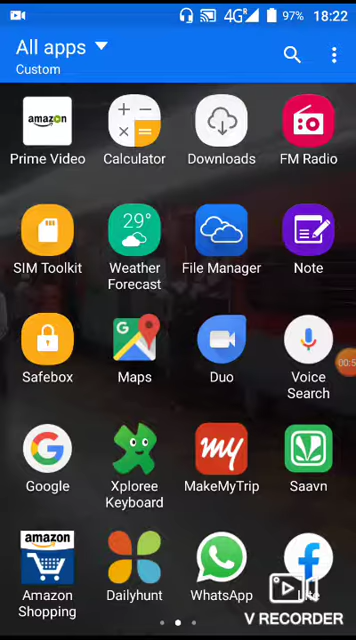 4G R 97% 18:22
All apps
Custom
amazon
Prime Video Calculator Downloads FM Radio
29°
SIM Toolkit Weather Forecast File Manager Note
G
Safebox Maps Duo Voice Search
00:5
G my
Google Xploree Keyboard MakeMyTrip Saavn
amazon
f
Amazon Shopping Dailyhunt WhatsApp
V RECORDER